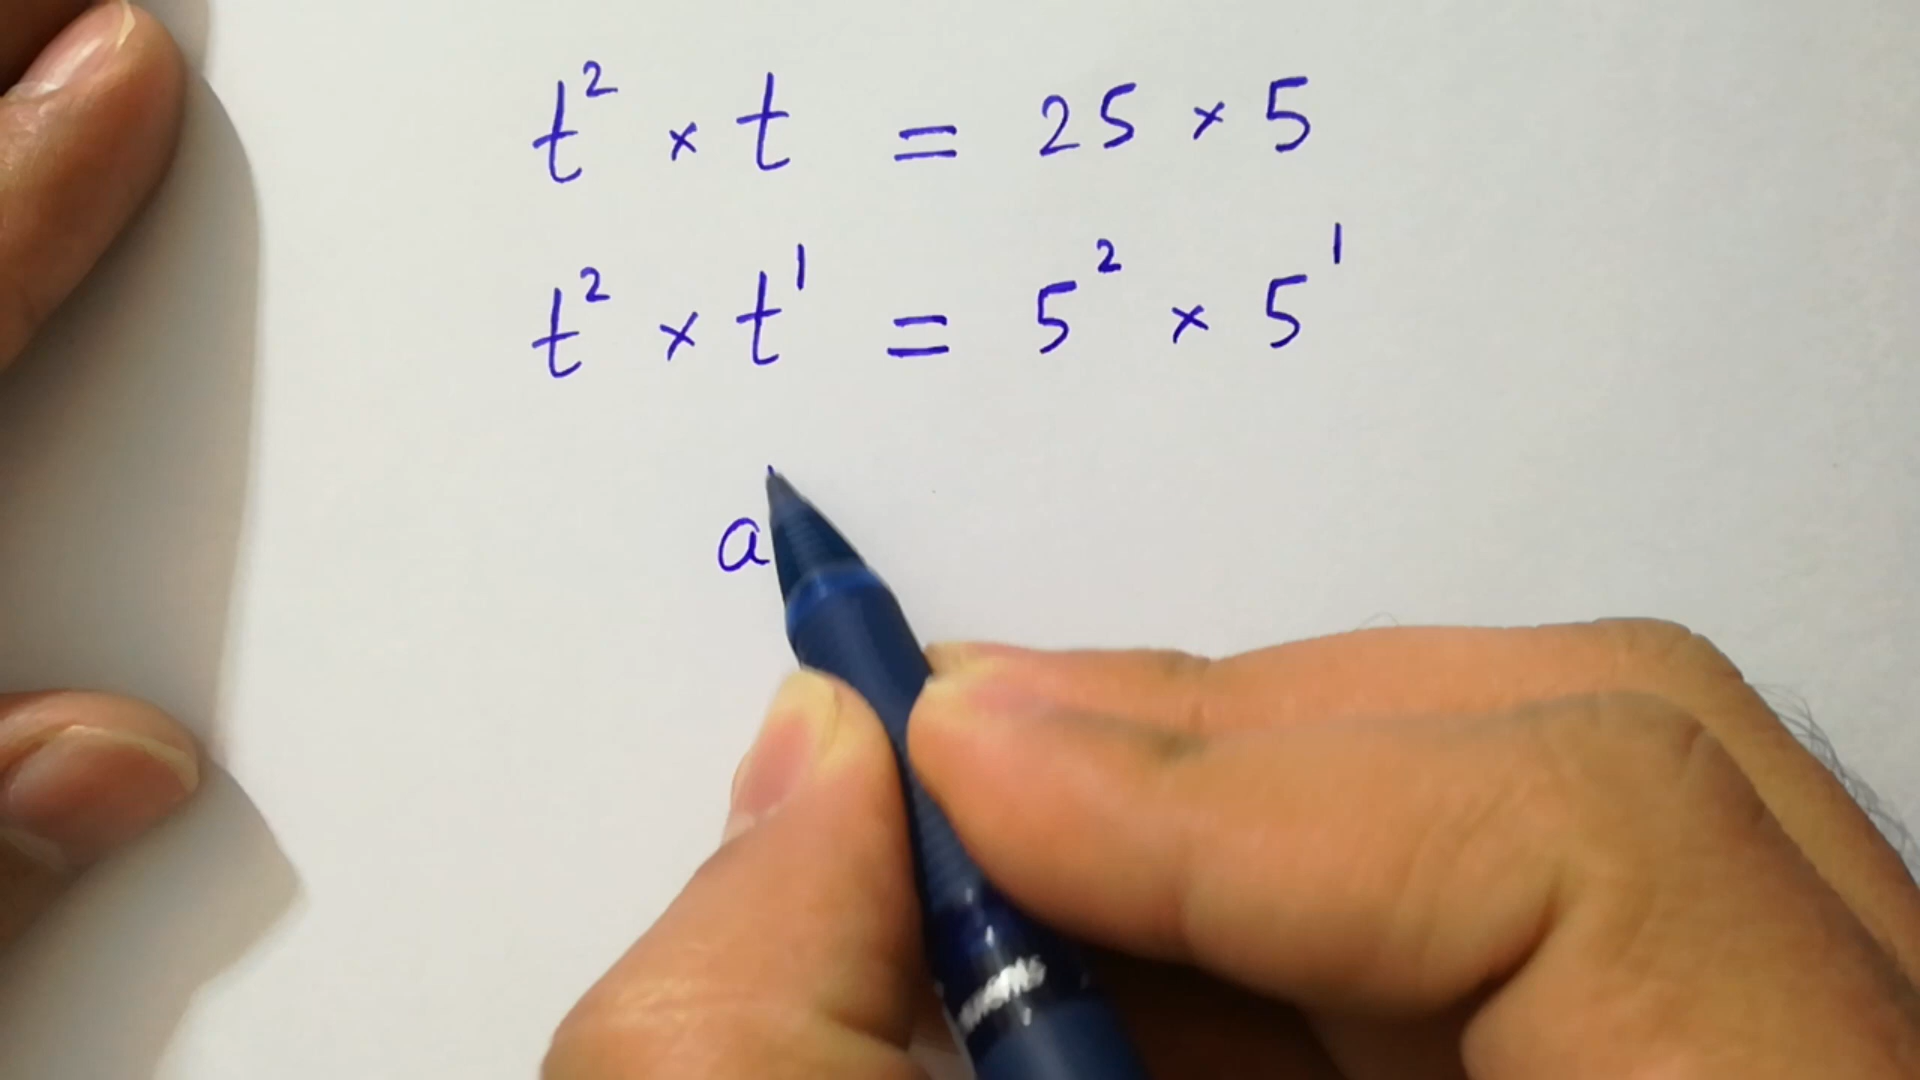 t² × t = 25 × 5
t² × t¹ = 5² × 5¹
a